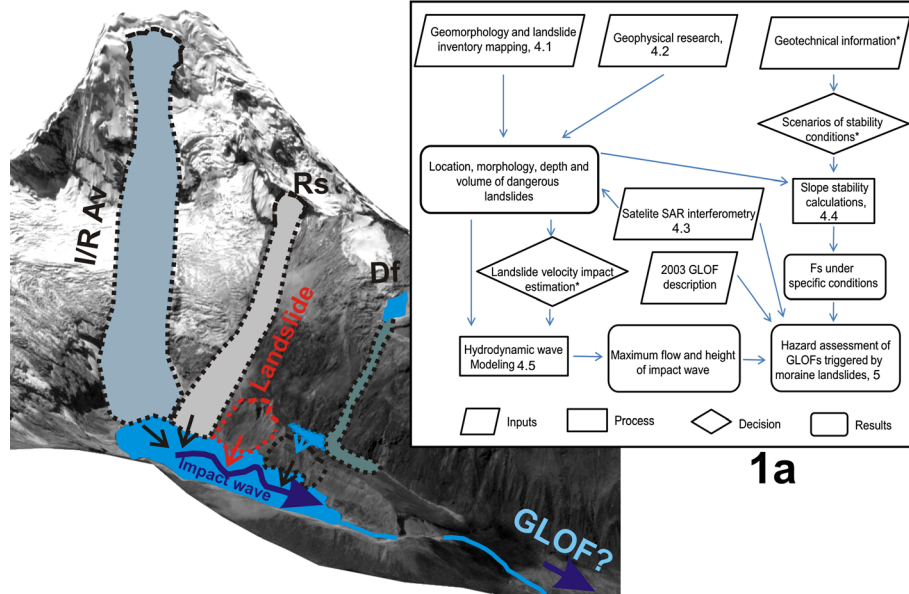 I/R Av
Rs
Df
Landslide
Impact wave
GLOF?
Geomorphology and landslide
inventory mapping, 4.1
Geophysical research,
4.2
Geotechnical information*
Scenarios of stability
conditions*
Location, morphology, depth and
volume of dangerous
landslides
Satelite SAR interferometry
4.3
Slope stability
calculations,
4.4
Landslide velocity impact
estimation*
2003 GLOF
description
Fs under
specific conditions
Hydrodynamic wave
Modeling 4.5
Maximum flow and height
of impact wave
Hazard assessment of
GLOFs triggered by
moraine landslides, 5
Inputs
Process
Decision
Results
1a